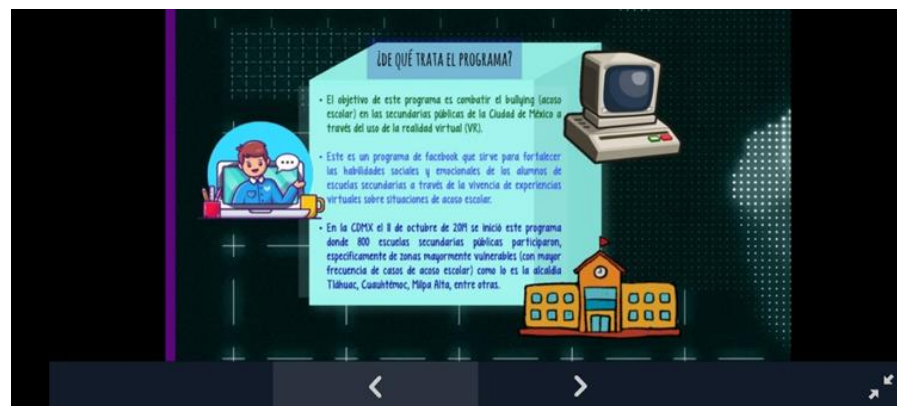 ¿DE QUÉ TRATA EL PROGRAMA?
• El objetivo de este programa es combatir el bullying (acoso
escolar) en las secundarias públicas de la Ciudad de México a
través del uso de la realidad virtual (VR).
• Este es un programa de facebook que sirve para fortalecer
las habilidades sociales y emocionales de los alumnos de
escuelas secundarias a través de la vivencia de experiencias
virtuales sobre situaciones de acoso escolar.
• En la CDMX el 11 de octubre de 2019 se inició este programa
donde 800 escuelas secundarias públicas participaron,
específicamente de zonas mayormente vulnerables (con mayor
frecuencia de casos de acoso escolar) como lo es la alcaldía
Tláhuac, Cuauhtémoc, Milpa Alta, entre otras.